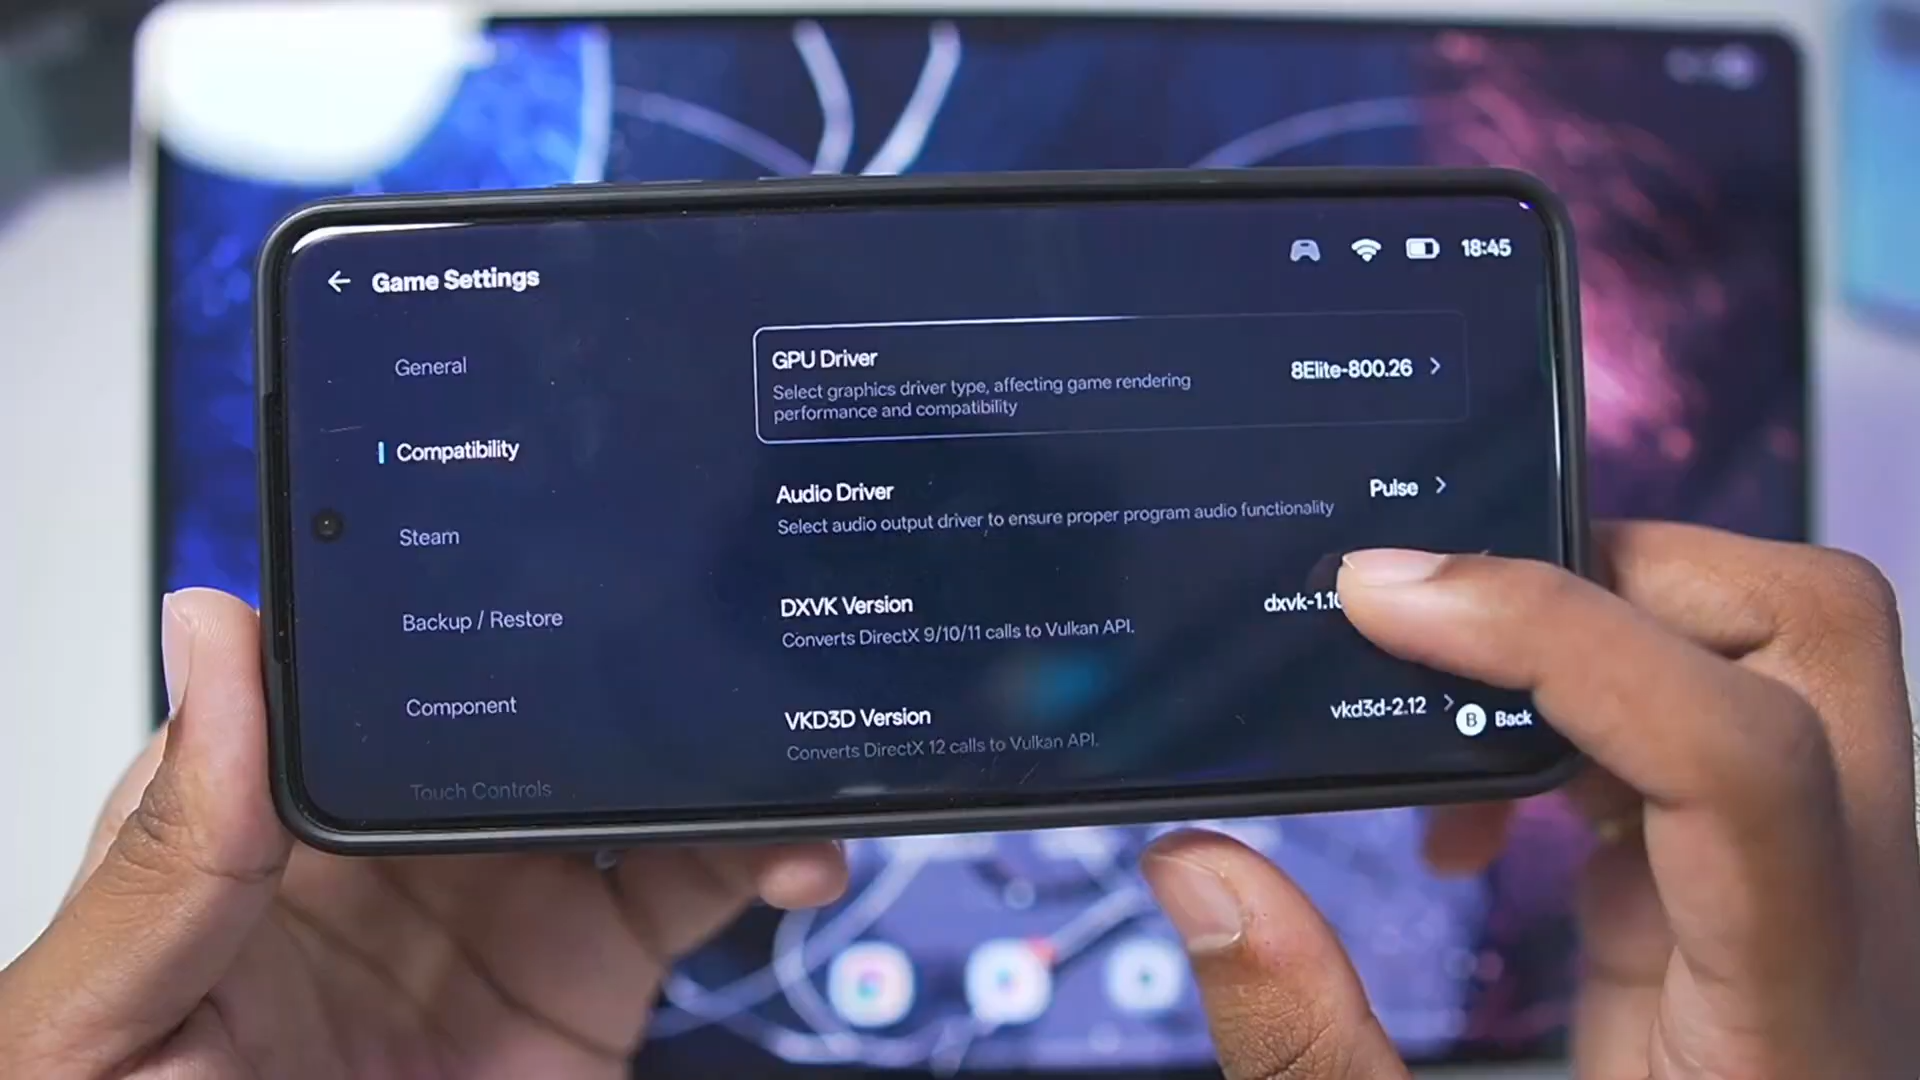 18:45
Game Settings
General
Compatibility
Steam
Backup / Restore
Component
Touch Controls
GPU Driver
Select graphics driver type, affecting game rendering
performance and compatibility
8Elite-800.26
Audio Driver
Select audio output driver to ensure proper program audio functionality
Pulse
DXVK Version
Converts DirectX 9/10/11 calls to Vulkan API.
VKD3D Version
Converts DirectX 12 calls to Vulkan API.
vkd3d-2.12
B Back